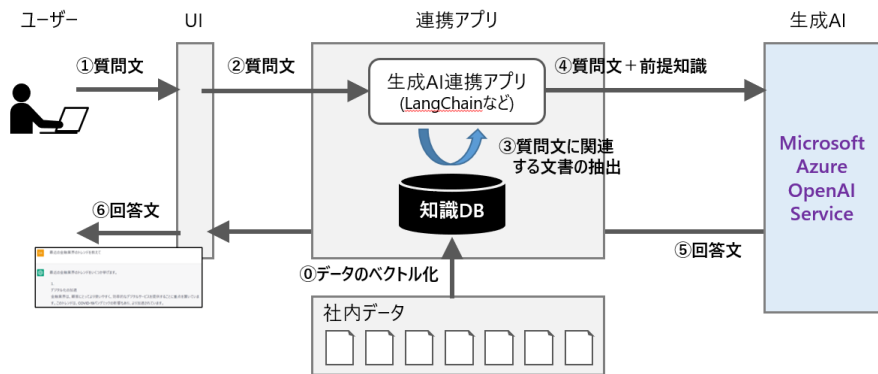 ユーザー
UI
連携アプリ
生成AI
①質問文
②質問文
生成AI連携アプリ
(LangChainなど)
④質問文＋前提知識
③質問文に関連
する文書の抽出
Microsoft
Azure
OpenAI
Service
知識DB
⑥回答文
⑤回答文
⓪データのベクトル化
社内データ